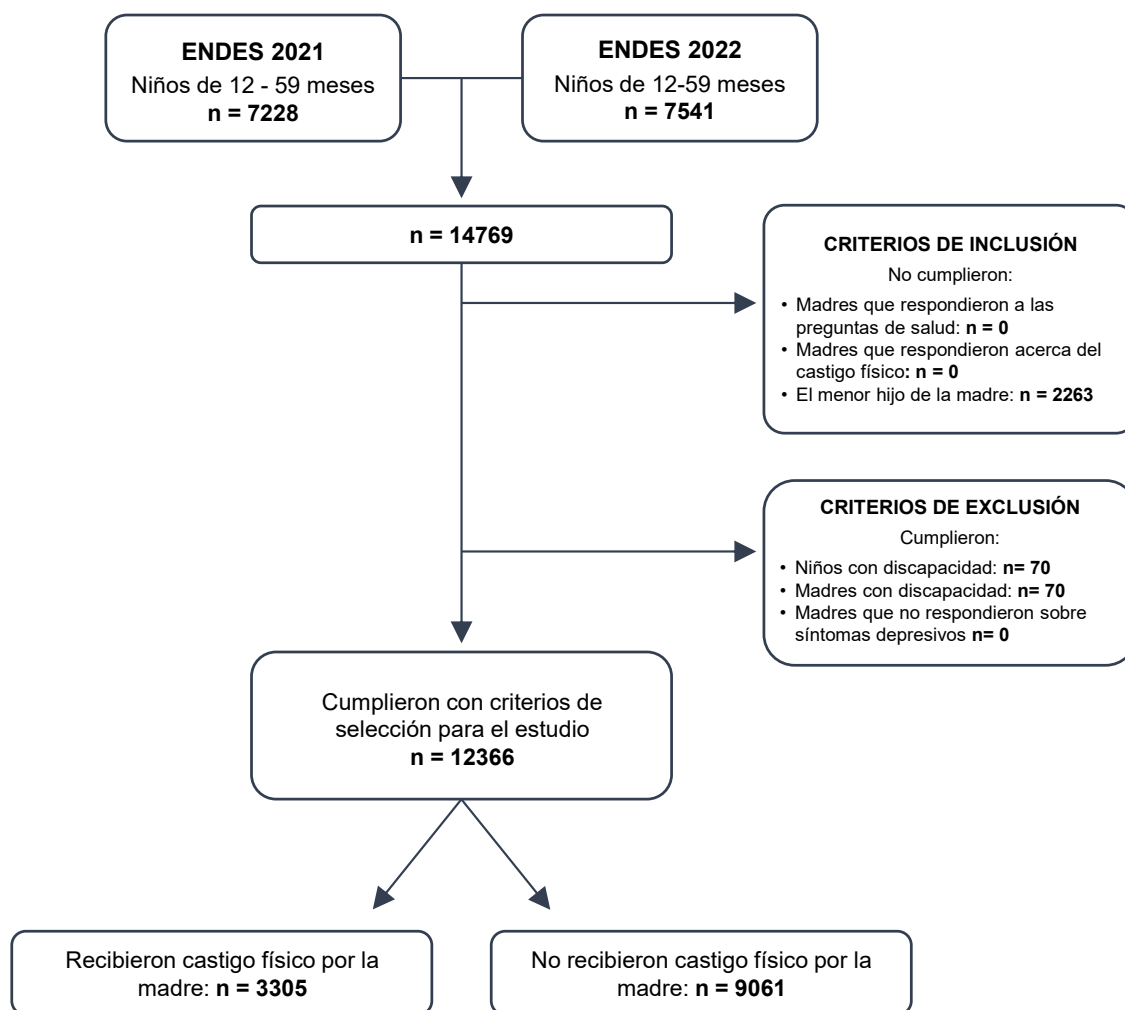 ENDES 2021
Niños de 12 - 59 meses
n = 7228
ENDES 2022
Niños de 12-59 meses
n = 7541
n = 14769
CRITERIOS DE INCLUSIÓN
No cumplieron:
• Madres que respondieron a las
preguntas de salud: n = 0
• Madres que respondieron acerca del
castigo físico: n = 0
• El menor hijo de la madre: n = 2263
CRITERIOS DE EXCLUSIÓN
Cumplieron:
• Niños con discapacidad: n= 70
• Madres con discapacidad: n= 70
• Madres que no respondieron sobre
síntomas depresivos n= 0
Cumplieron con criterios de
selección para el estudio
n = 12366
Recibieron castigo físico por la
madre: n = 3305
No recibieron castigo físico por la
madre: n = 9061